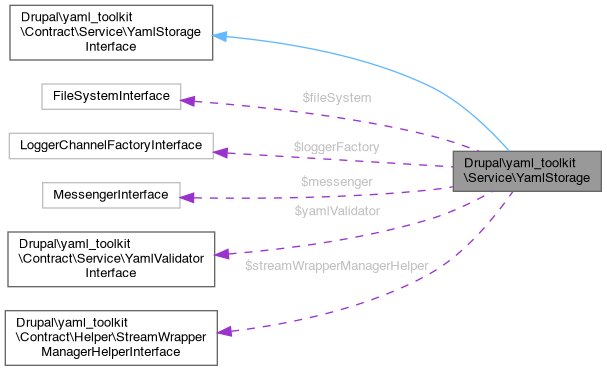 Drupal\yaml_toolkit
\Contract\Service\YamlStorage
Interface
$fileSystem
FileSystemInterface
$loggerFactory
LoggerChannelFactoryInterface
Drupal\yaml_toolkit
\Service\YamlStorage
$messenger
MessengerInterface
$yamlValidator
Drupal\yaml_toolkit
\Contract\Service\YamlValidator
Interface
$streamWrapperManagerHelper
Drupal\yaml_toolkit
\Contract\Helper\StreamWrapper
ManagerHelperInterface